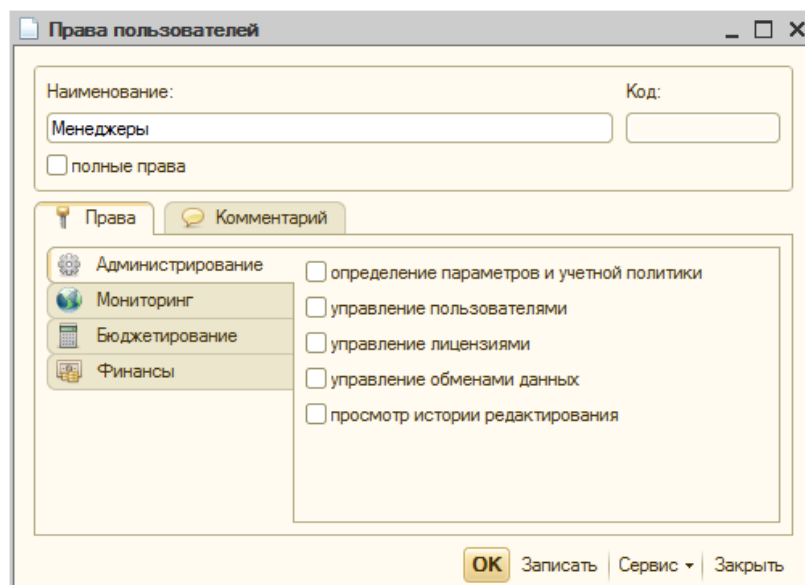 Права пользователей
Наименование: Код:
Менеджеры
полные права
Права Комментарий
Администрирование
Мониторинг
Бюджетирование
Финансы
определение параметров и учетной политики
управление пользователями
управление лицензиями
управление обменами данных
просмотр истории редактирования
OK Записать Сервис Закрыть